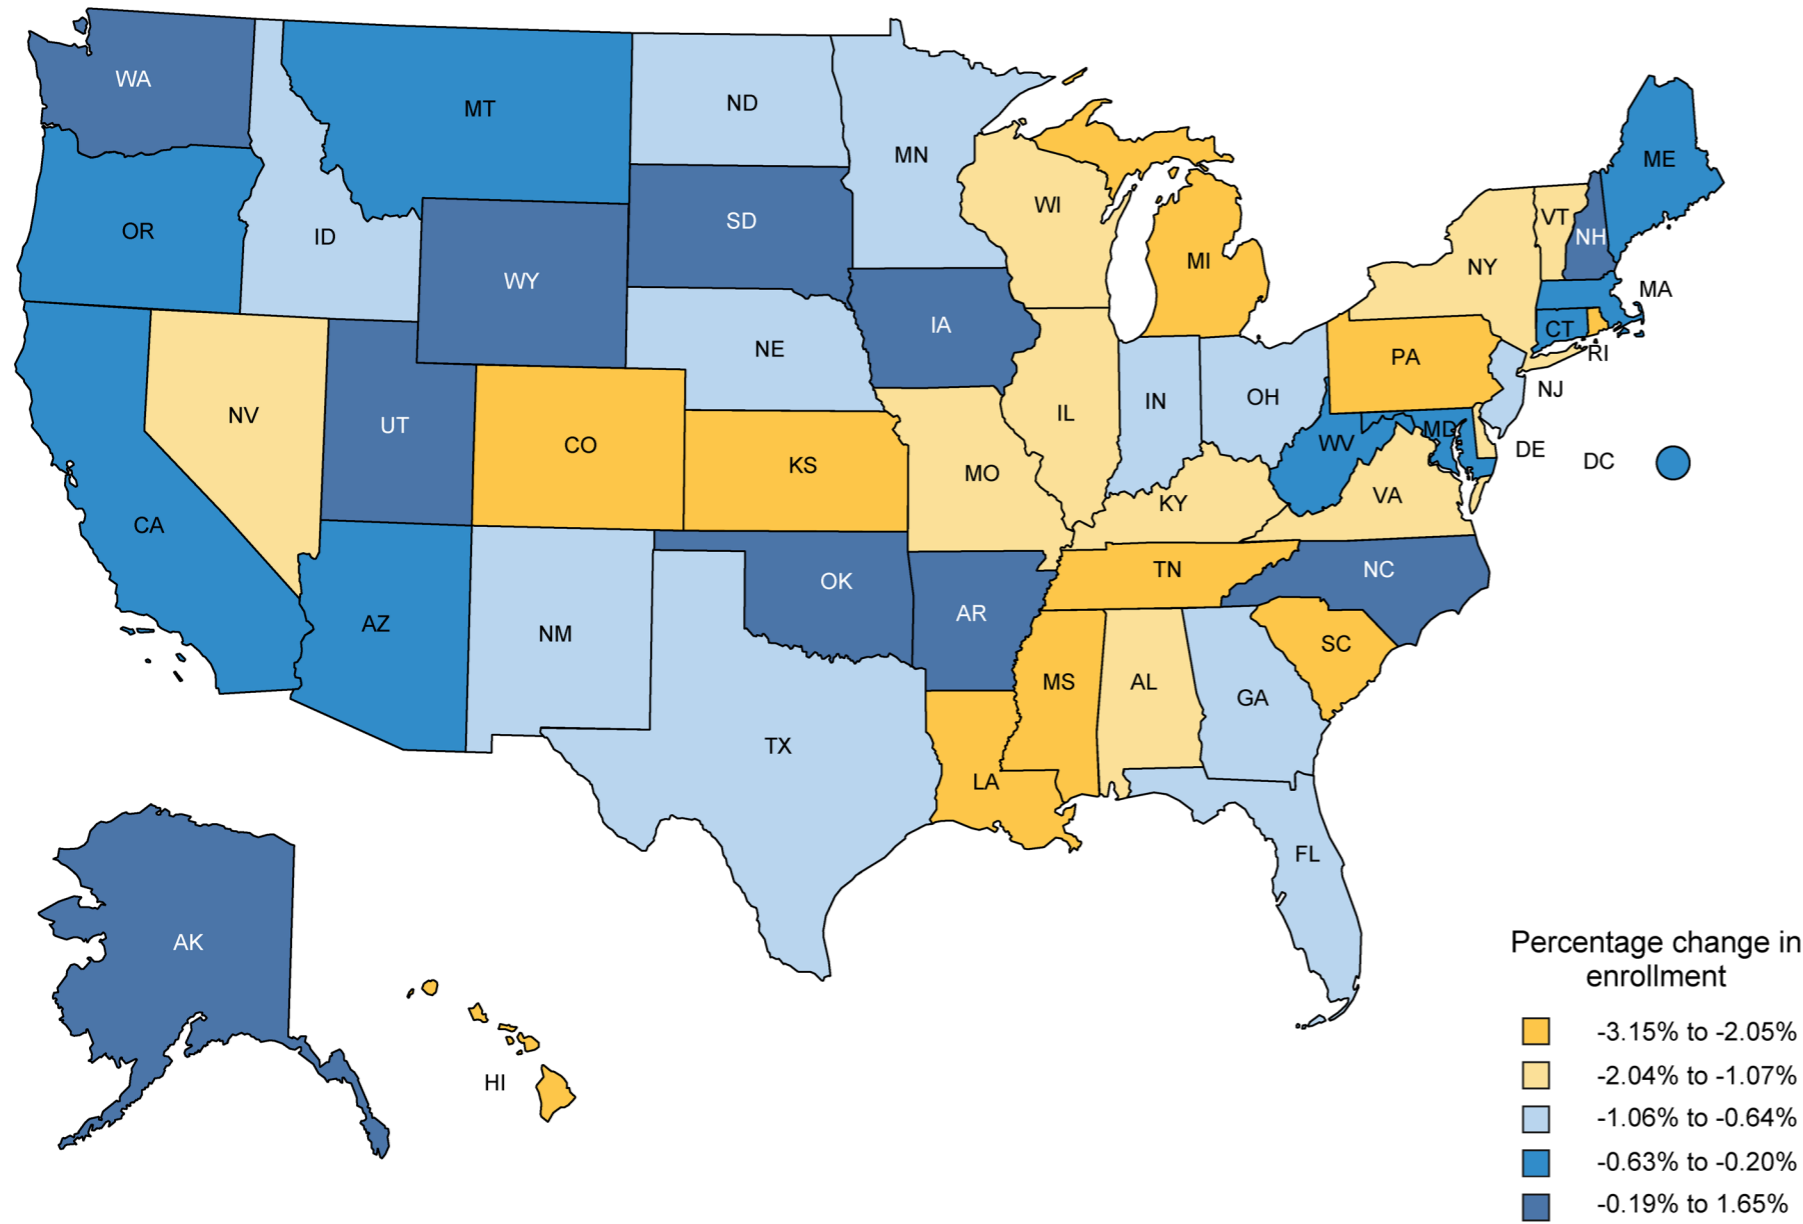 WA
MT
ND
MN
ME
OR
ID
SD
WI
VT
NH
WY
MI
NY
MA
IA
CT
NE
PA
RI
NJ
NV
UT
CO
KS
IL
IN
OH
MD
WV
DE
DC
MO
KY
VA
CA
AZ
NM
OK
AR
TN
NC
SC
MS
AL
GA
TX
LA
FL
AK
HI
Percentage change in
enrollment
-3.15% to -2.05%
-2.04% to -1.07%
-1.06% to -0.64%
-0.63% to -0.20%
-0.19% to 1.65%